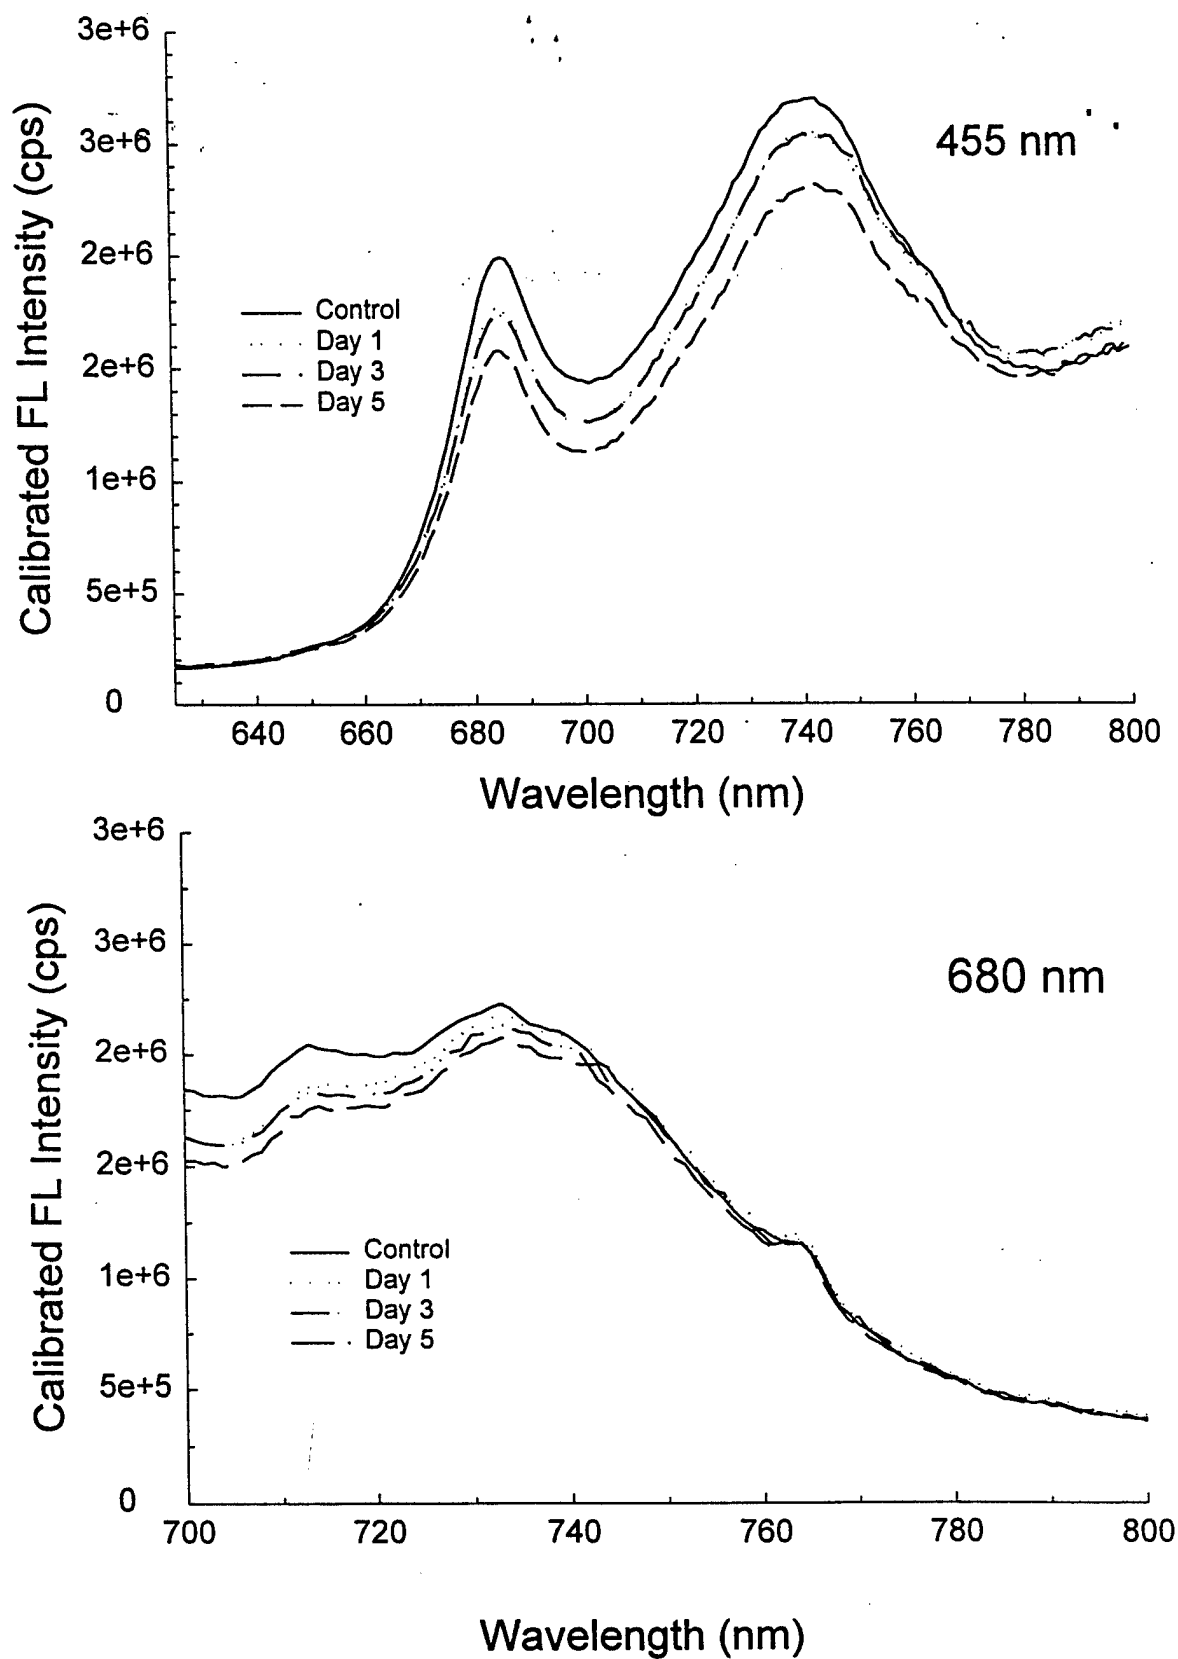 3e+6
3e+6
2e+6
2e+6
1e+6
5e+5
0
Calibrated FL Intensity (cps)
455 nm
Control
Day 1
Day 3
Day 5
640 660 680 700 720 740 760 780 800
Wavelength (nm)
3e+6
3e+6
2e+6
2e+6
1e+6
5e+5
0
Calibrated FL Intensity (cps)
680 nm
Control
Day 1
Day 3
Day 5
700 720 740 760 780 800
Wavelength (nm)